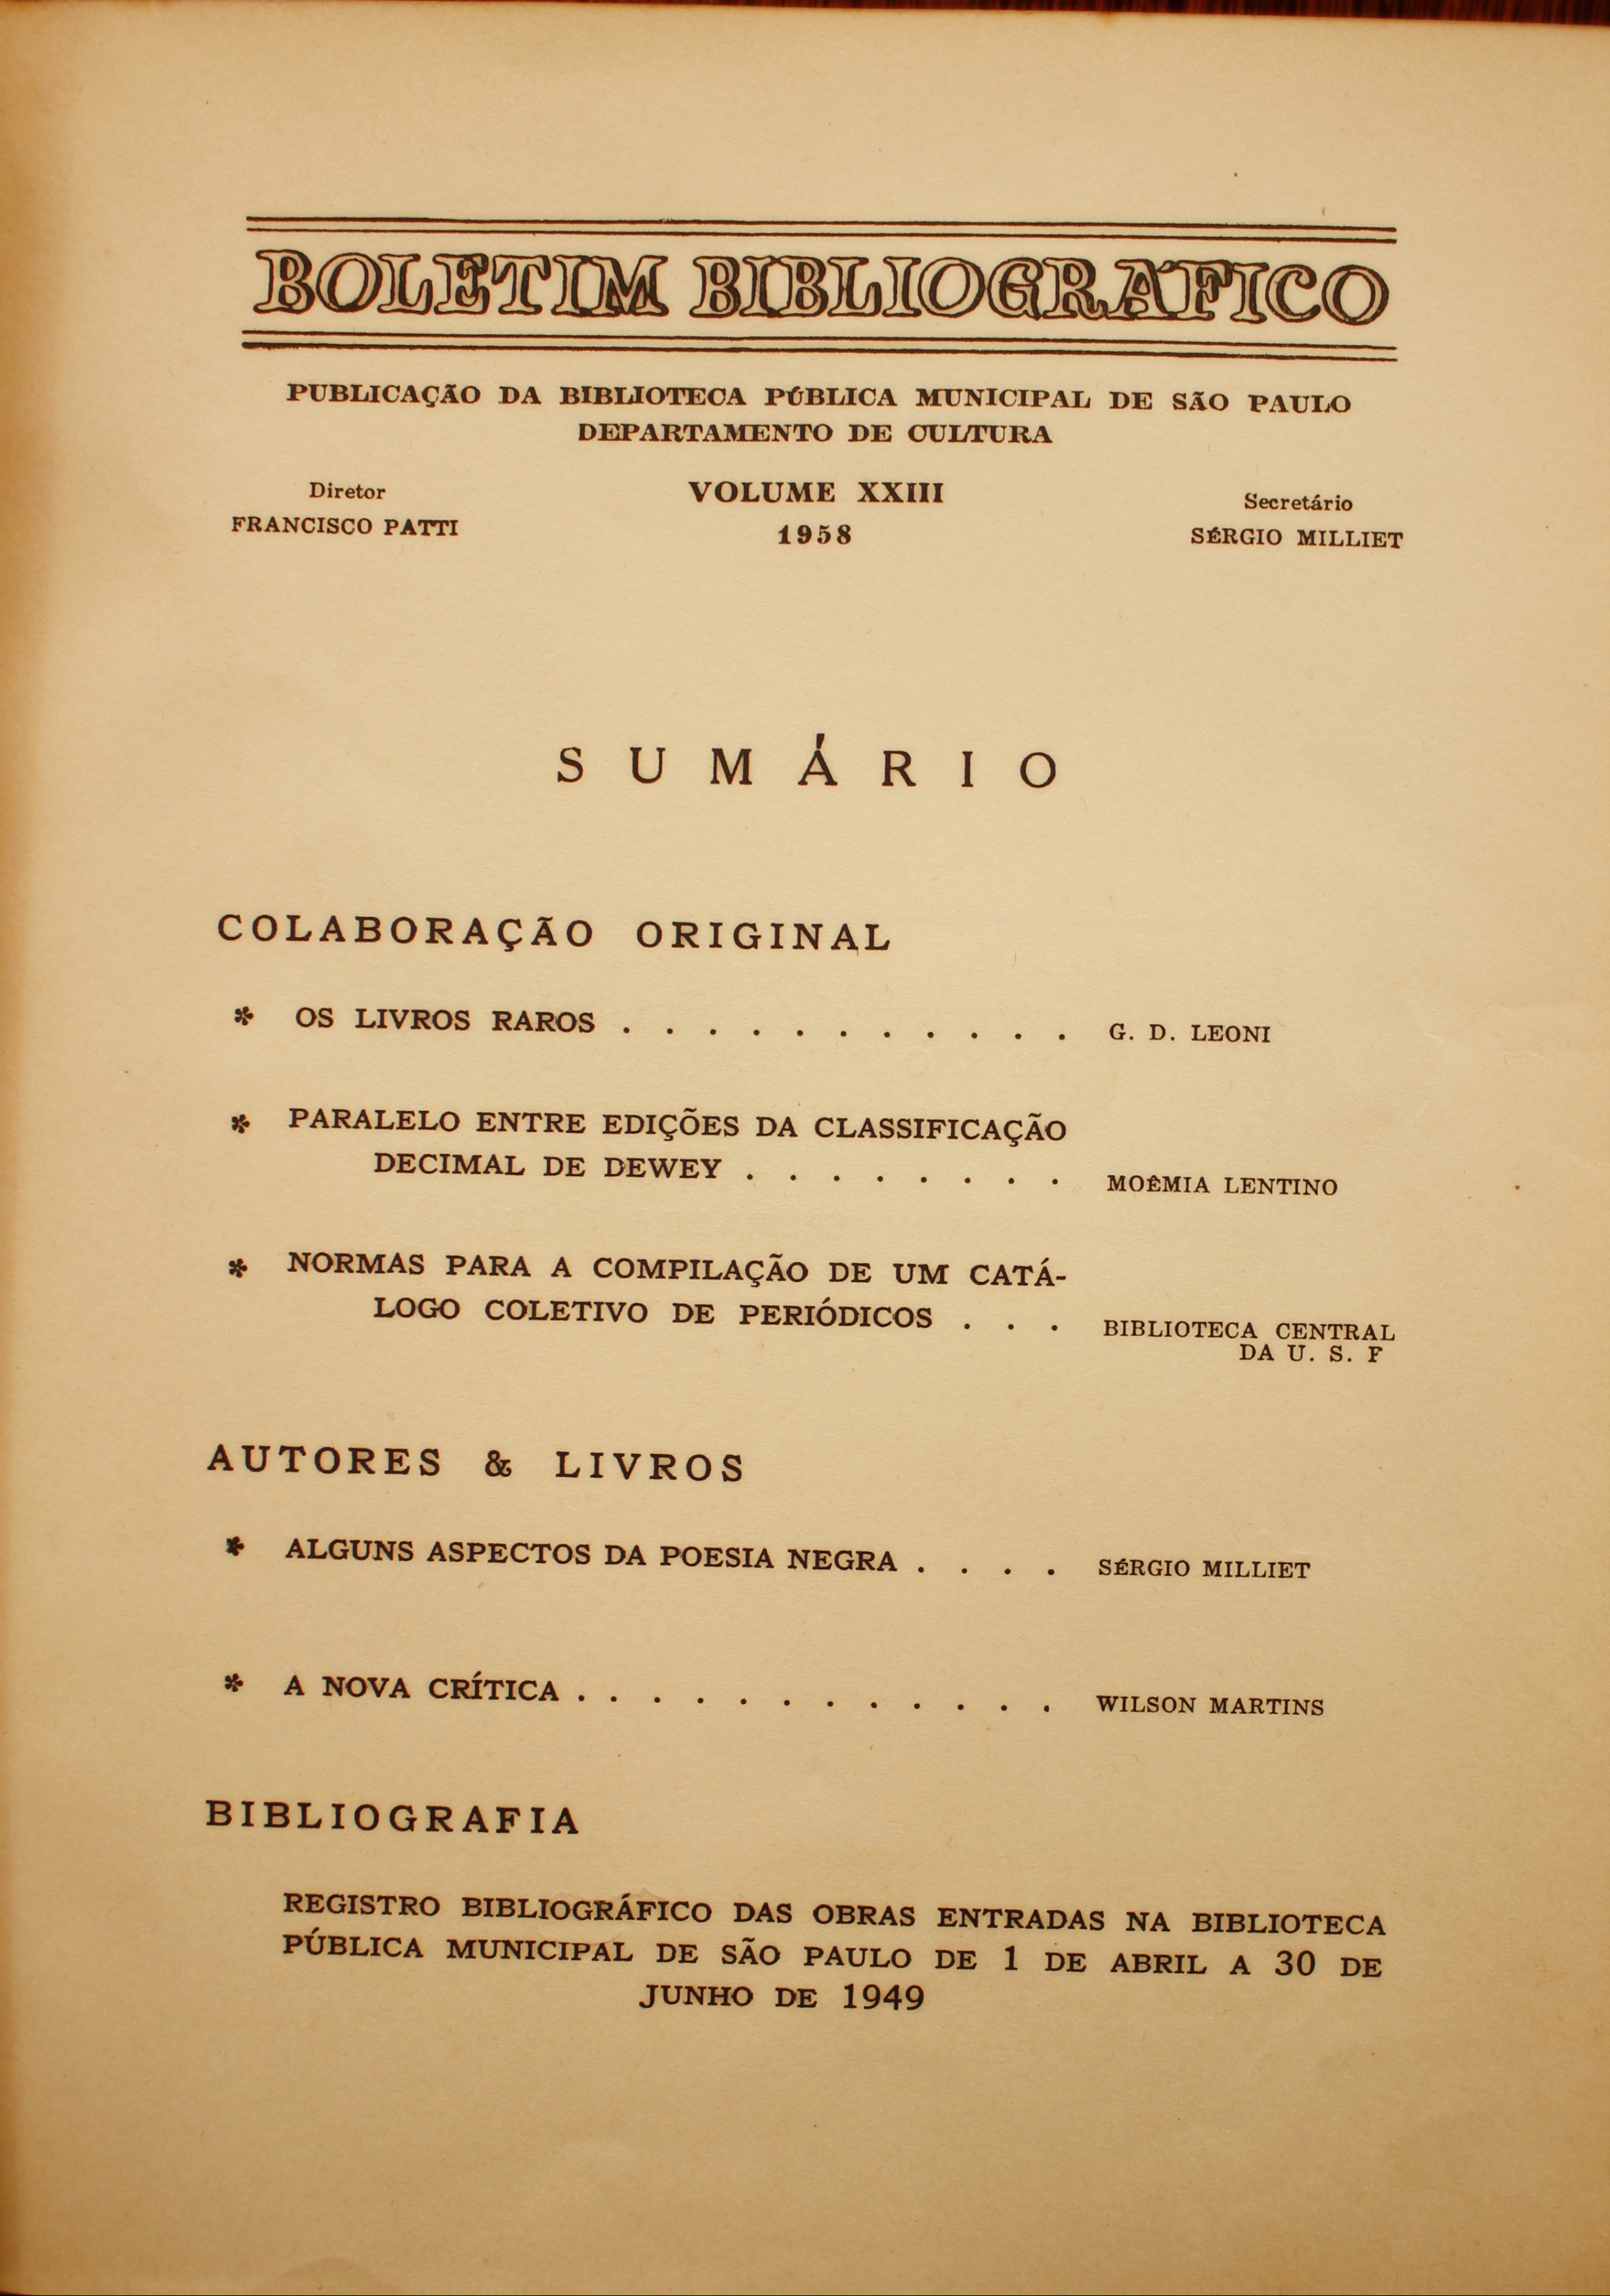 BOLETIM BIBLIOGRÁFICO
PUBLICAÇÃO DA BIBLIOTECA PÚBLICA MUNICIPAL DE SÃO PAULO
DEPARTAMENTO DE CULTURA
Diretor
FRANCISCO PATTI
VOLUME XXIII
1958
Secretário
SÉRGIO MILLIET
SUMÁRIO
COLABORAÇÃO ORIGINAL
* OS LIVROS RAROS . . . . . . . . . . . G. D. LEONI
* PARALELO ENTRE EDIÇÕES DA CLASSIFICAÇÃO
DECIMAL DE DEWEY . . . . . . . . MOÊMIA LENTINO
* NORMAS PARA A COMPILAÇÃO DE UM CATÁ-
LOGO COLETIVO DE PERIÓDICOS . . . BIBLIOTECA CENTRAL
DA U. S. F
AUTORES & LIVROS
* ALGUNS ASPECTOS DA POESIA NEGRA . . . . SÉRGIO MILLIET
* A NOVA CRÍTICA . . . . . . . . . . . . WILSON MARTINS
BIBLIOGRAFIA
REGISTRO BIBLIOGRÁFICO DAS OBRAS ENTRADAS NA BIBLIOTECA
PÚBLICA MUNICIPAL DE SÃO PAULO DE 1 DE ABRIL A 30 DE
JUNHO DE 1949